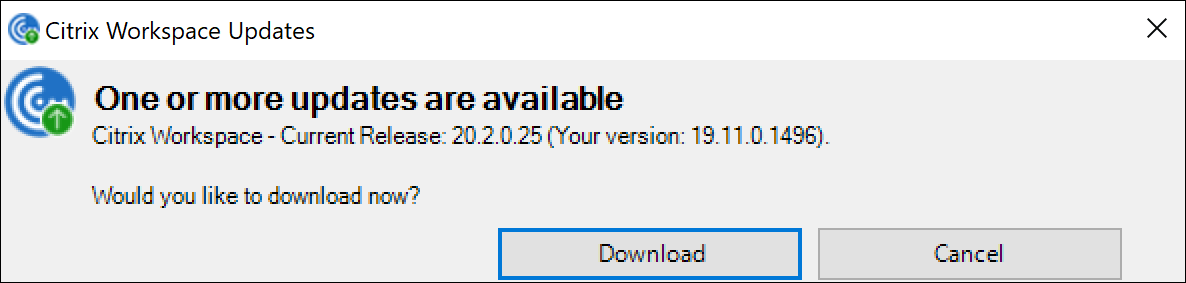 Citrix Workspace Updates
One or more updates are available
Citrix Workspace - Current Release: 20.2.0.25 (Your version: 19.11.0.1496).
Would you like to download now?
Download
Cancel